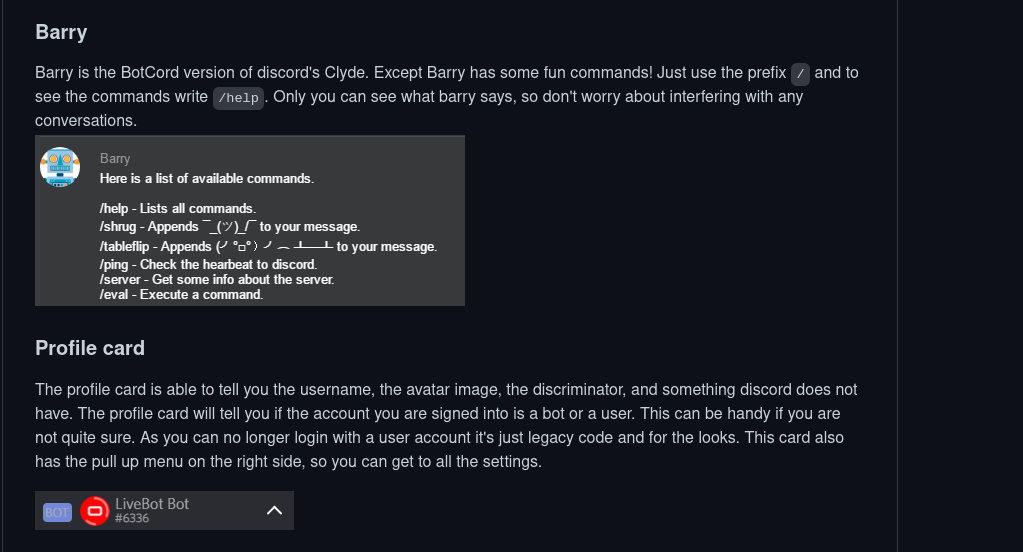 Barry
Barry is the BotCord version of discord's Clyde. Except Barry has some fun commands! Just use the prefix / and to
see the commands write /help. Only you can see what barry says, so don't worry about interfering with any
conversations.
Barry
Here is a list of available commands.
/help - Lists all commands.
/shrug - Appends ¯_(ツ)_/¯ to your message.
/tableflip - Appends (╯°□°）╯︵ ┻━┻ to your message.
/ping - Check the hearbeat to discord.
/server - Get some info about the server.
/eval - Execute a command.
Profile card
The profile card is able to tell you the username, the avatar image, the discriminator, and something discord does not
have. The profile card will tell you if the account you are signed into is a bot or a user. This can be handy if you are
not quite sure. As you can no longer login with a user account it's just legacy code and for the looks. This card also
has the pull up menu on the right side, so you can get to all the settings.
BOT LiveBot Bot
#6336